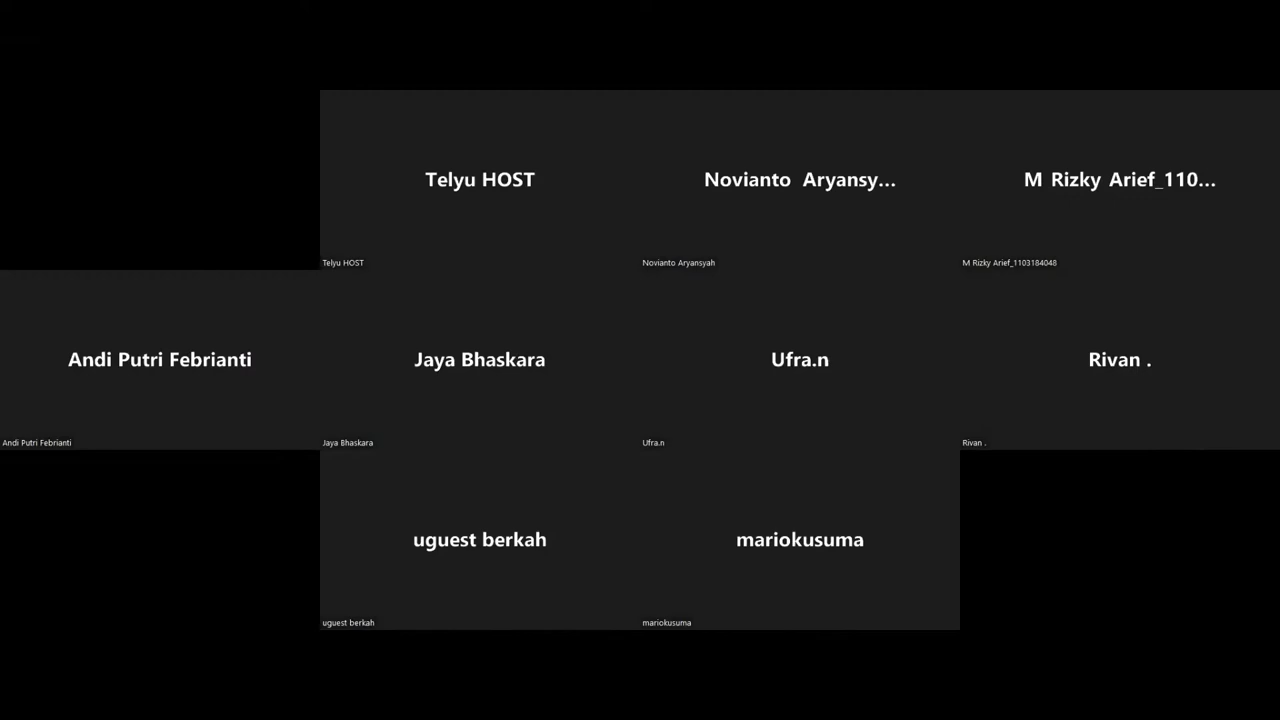 Telyu HOST
Novianto Aryansy...
M Rizky Arief_110...
Telyu HOST
Novianto Aryansyah
M Rizky Arief_1103184048
Andi Putri Febrianti
Jaya Bhaskara
Ufra.n
Rivan .
Andi Putri Febrianti
Jaya Bhaskara
Ufra.n
Rivan .
uguest berkah
mariokusuma
uguest berkah
mariokusuma